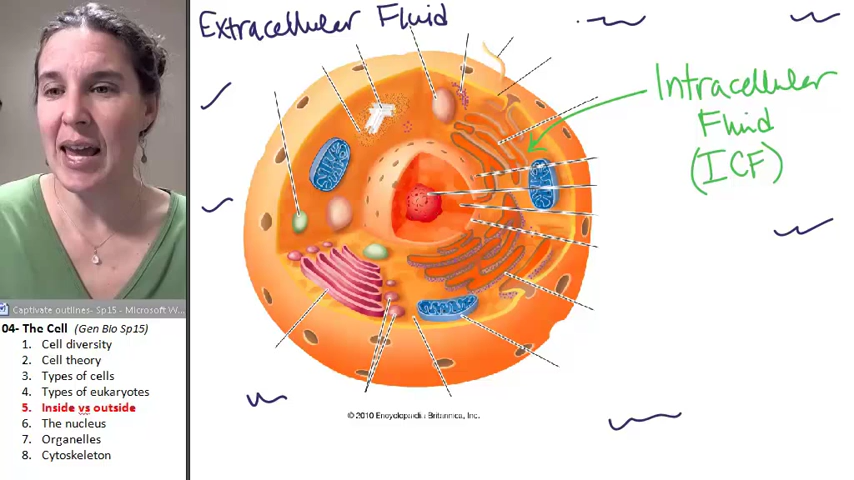 Extracellular Fluid
Intracellular
Fluid
(ICF)
Captivate outlines- Sp15 - Microsoft W...
04- The Cell (Gen BIo Sp15)
1. Cell diversity
2. Cell theory
3. Types of cells
4. Types of eukaryotes
5. Inside vs outside
6. The nucleus
7. Organelles
8. Cytoskeleton
© 2010 Encyclopædia Britannica, Inc.